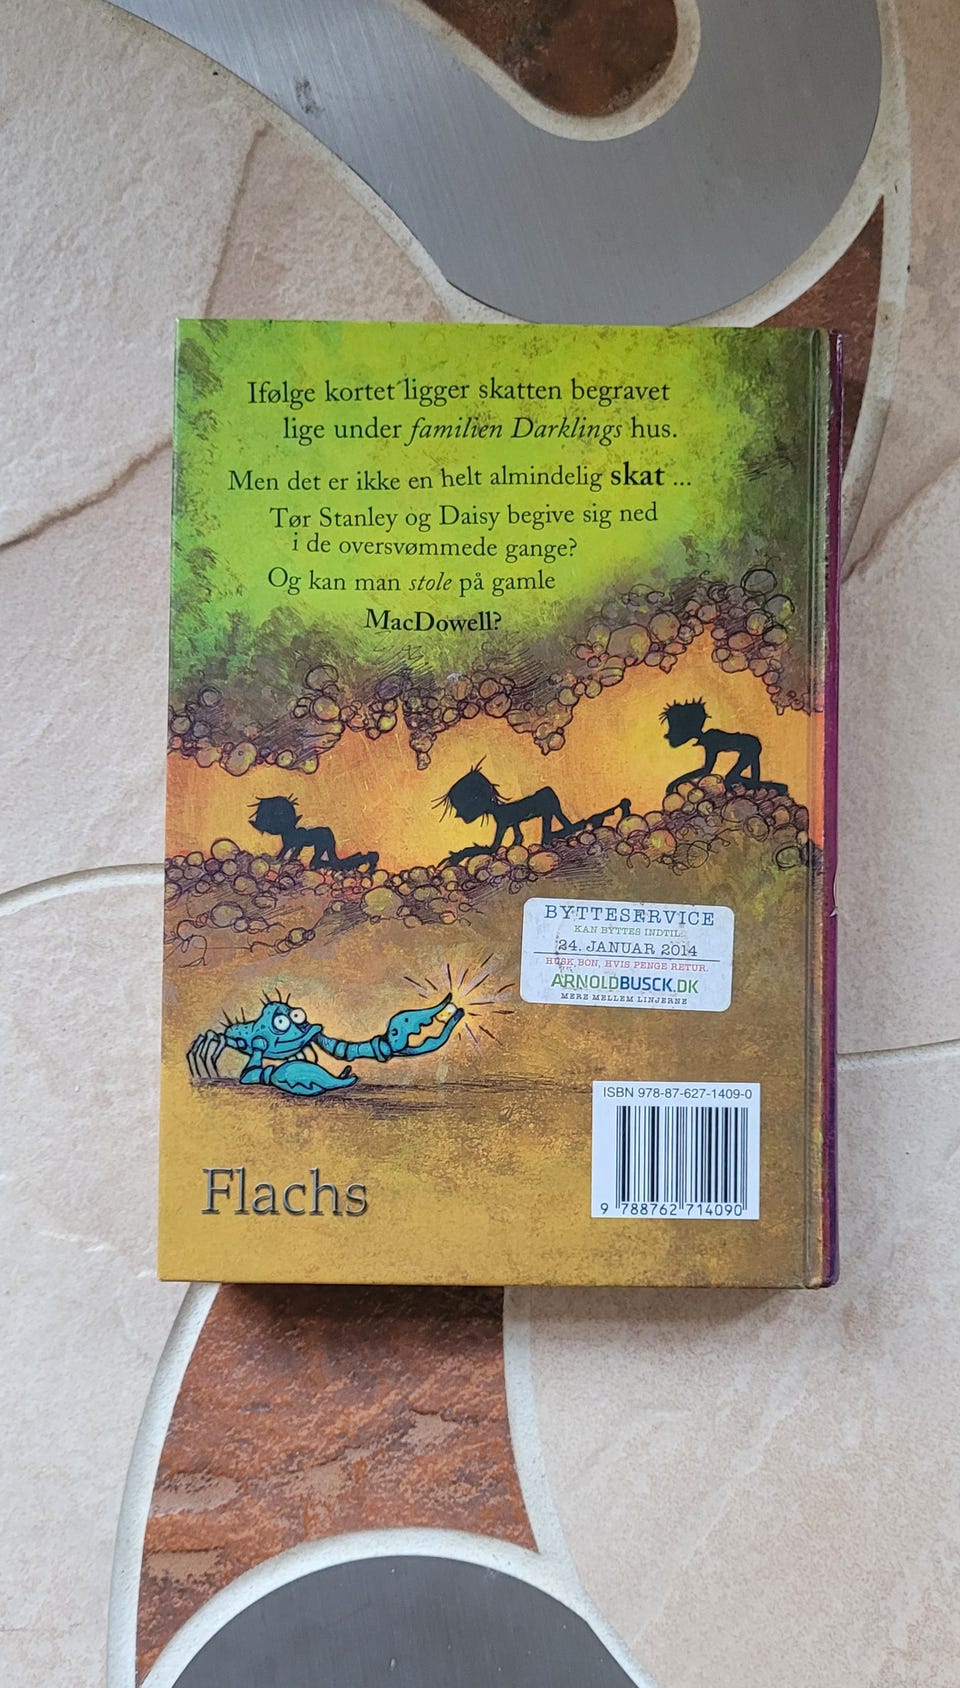 Ifølge kortet ligger skatten begravet
lige under familien Darklings hus.
Men det er ikke en helt almindelig skat ...
Tør Stanley og Daisy begive sig ned
i de oversvømmede gange?
Og kan man stole på gamle
MacDowell?
BYTTESERVICE
KAN BYTTES INDTIL
24. JANUAR 2014
HUSK BON, HVIS PENGE RETUR.
ARNOLDBUSCK.DK
MERE MELLEM LINJERNE
ISBN 978-87-627-1409-0
9 788762 714090
Flachs